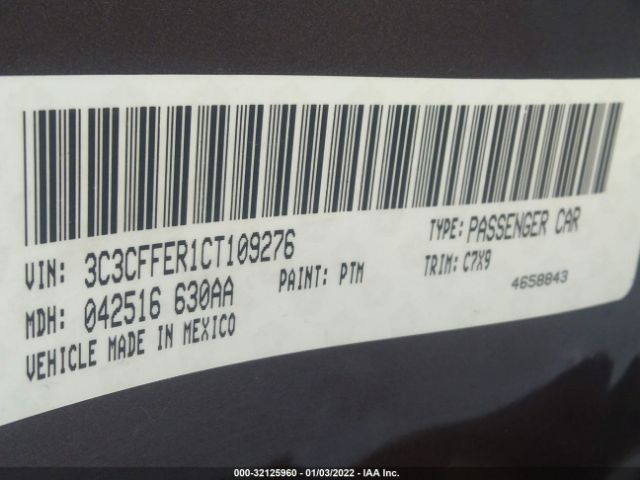 VIN: 3C3CFFER1CT109276
TYPE: PASSENGER CAR
MDH: 042516 630AA
PAINT: PTM
TRIM: C7X9
VEHICLE MADE IN MEXICO
4658843
000-32125960 - 01/03/2022 - IAA Inc.